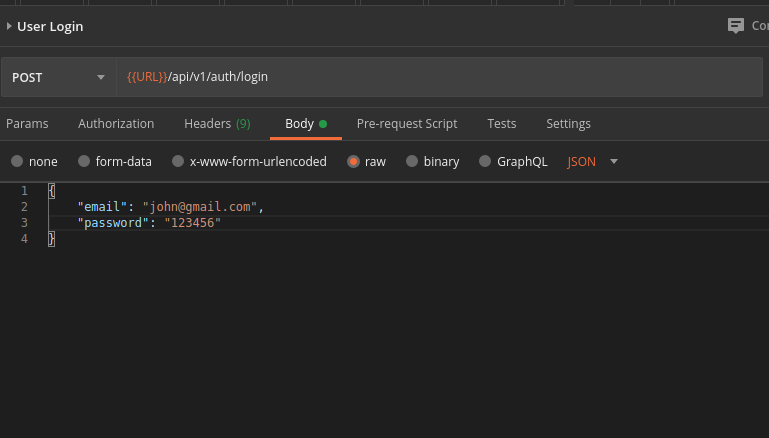 User Login
POST {{URL}}/api/v1/auth/login
Params Authorization Headers (9) Body Pre-request Script Tests Settings
none form-data x-www-form-urlencoded raw binary GraphQL JSON
1 {
2 "email": "john@gmail.com",
3 "password": "123456"
4 }